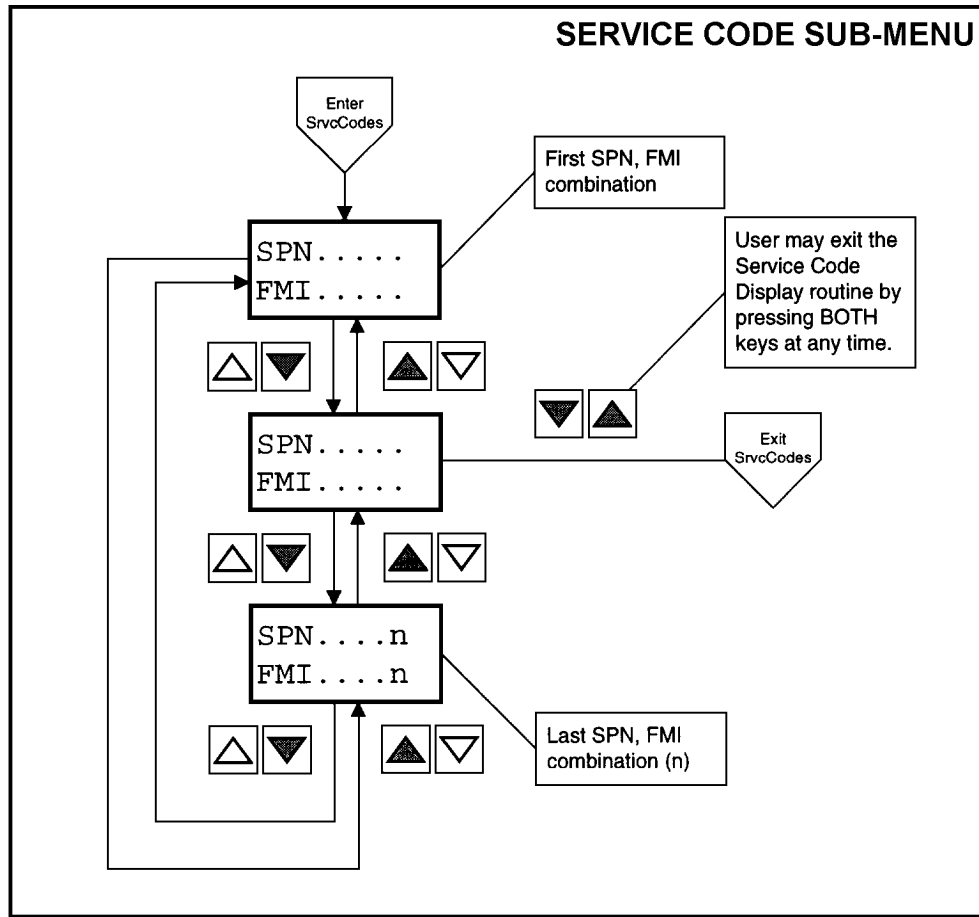 SERVICE CODE SUB-MENU
Enter
SrvcCodes
First SPN, FMI
combination
SPN.....
FMI.....
User may exit the
Service Code
Display routine by
pressing BOTH
keys at any time.
SPN.....
FMI.....
Exit
SrvcCodes
SPN....n
FMI....n
Last SPN, FMI
combination (n)